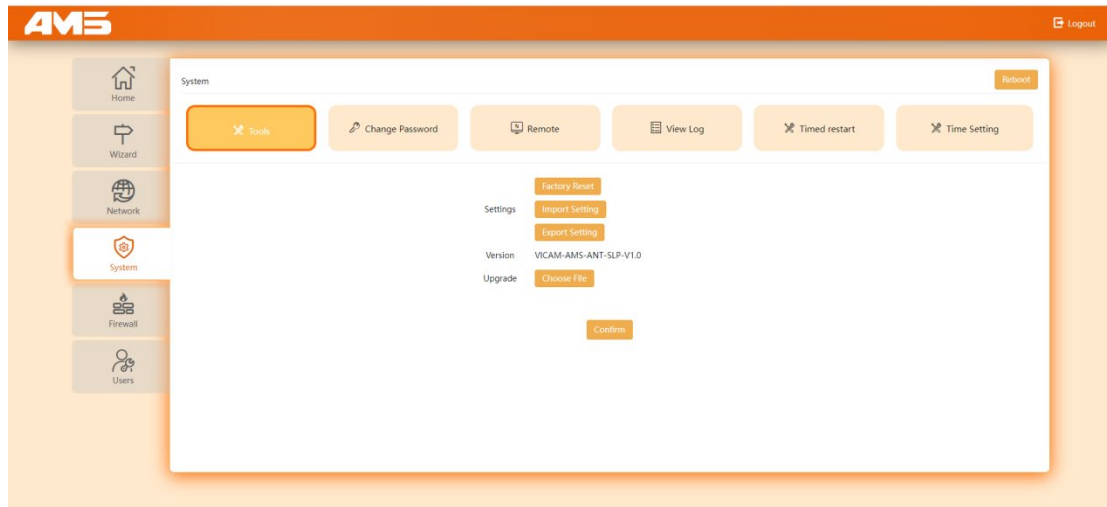 AMS
Logout
Home
Wizard
Network
System
Firewall
Users
System
Reboot
Tools
Change Password
Remote
View Log
Timed restart
Time Setting
Settings
Factory Reset
Import Setting
Export Setting
Version VICAM-AMS-ANT-SLP-V1.0
Upgrade Choose File
Confirm